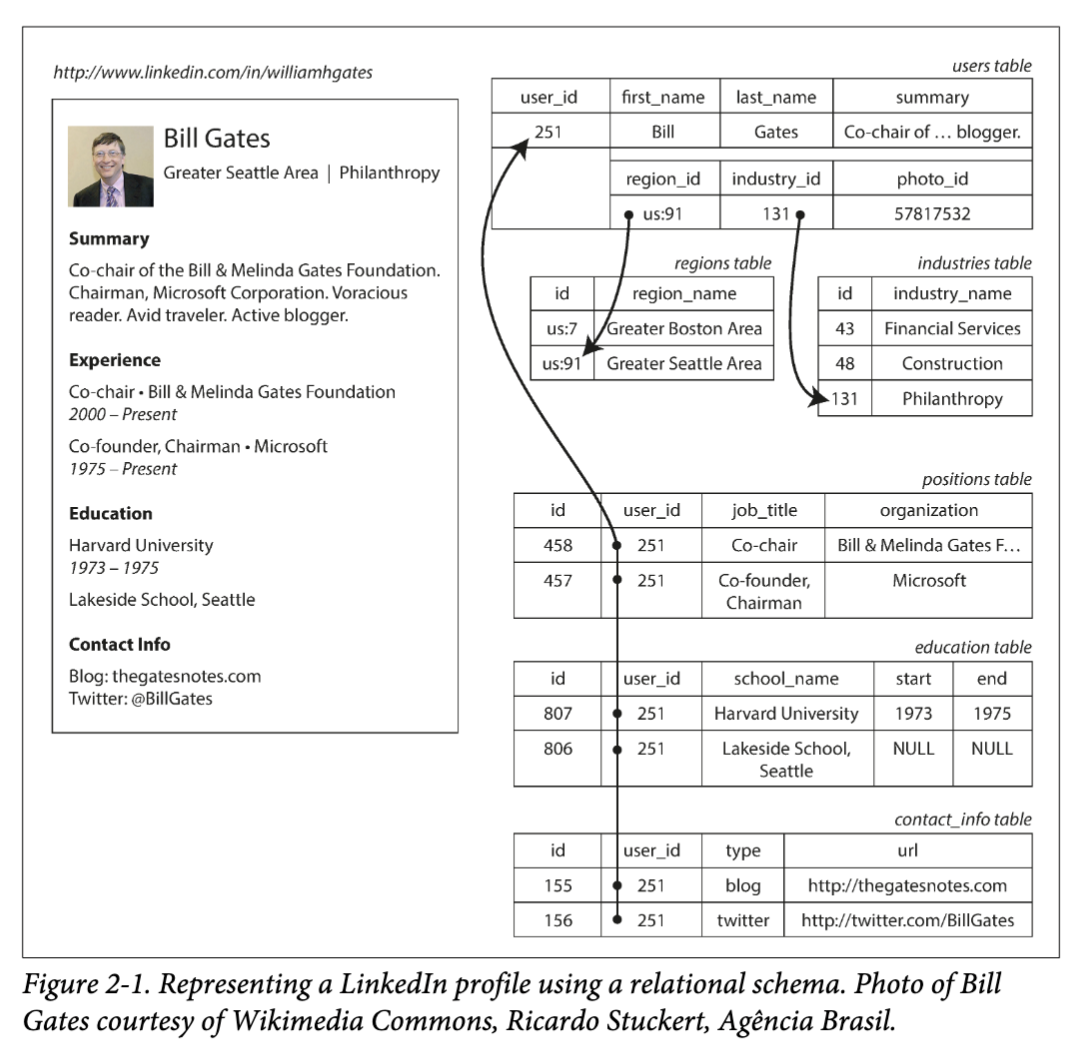 http://www.linkedin.com/in/williamhgates
Bill Gates
Greater Seattle Area | Philanthropy
Summary
Co-chair of the Bill & Melinda Gates Foundation.
Chairman, Microsoft Corporation. Voracious
reader. Avid traveler. Active blogger.
Experience
Co-chair • Bill & Melinda Gates Foundation
2000 – Present
Co-founder, Chairman • Microsoft
1975 – Present
Education
Harvard University
1973 – 1975
Lakeside School, Seattle
Contact Info
Blog: thegatesnotes.com
Twitter: @BillGates
users table
user_id first_name last_name summary
251 Bill Gates Co-chair of … blogger.
region_id industry_id photo_id
us:91 131 57817532
regions table
id region_name
us:7 Greater Boston Area
us:91 Greater Seattle Area
industries table
id industry_name
43 Financial Services
48 Construction
131 Philanthropy
positions table
id user_id job_title organization
458 251 Co-chair Bill & Melinda Gates F…
457 251 Co-founder, Microsoft
Chairman
education table
id user_id school_name start end
807 251 Harvard University 1973 1975
806 251 Lakeside School, NULL NULL
Seattle
contact_info table
id user_id type url
155 251 blog http://thegatesnotes.com
156 251 twitter http://twitter.com/BillGates
Figure 2-1. Representing a LinkedIn profile using a relational schema. Photo of Bill
Gates courtesy of Wikimedia Commons, Ricardo Stuckert, Agência Brasil.